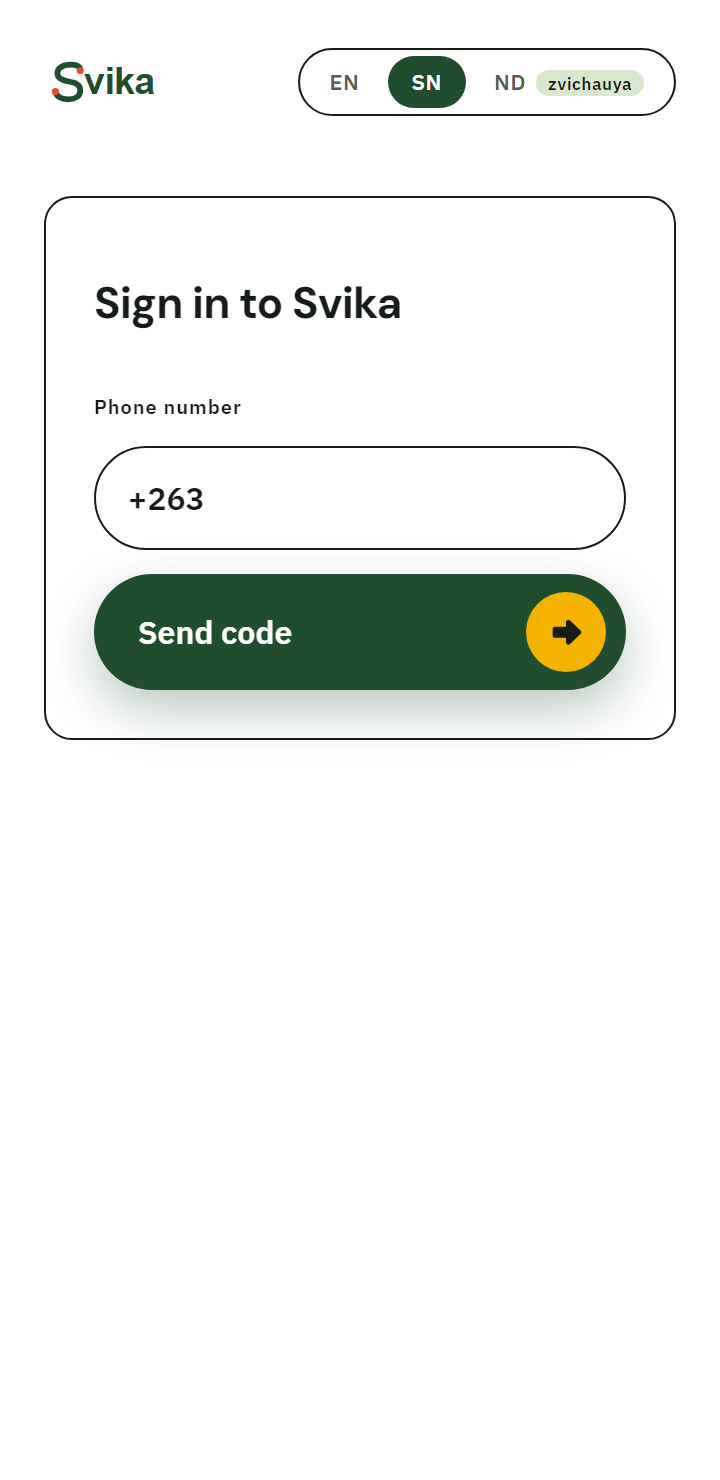 Svika
EN SN ND zvichauya
Sign in to Svika
Phone number
+263
Send code